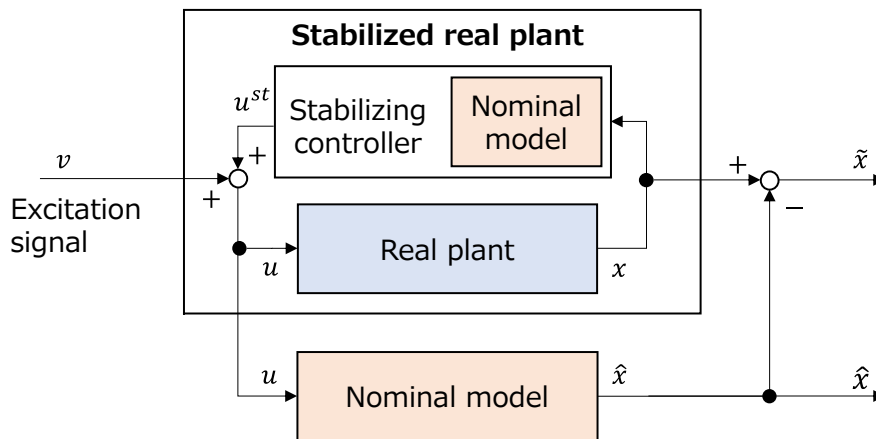 Stabilized real plant
u^{st}
Stabilizing
controller
Nominal
model
v
+
+
Excitation
signal
+
−
x̃
u
Real plant
x
u
Nominal model
x̂
x̂